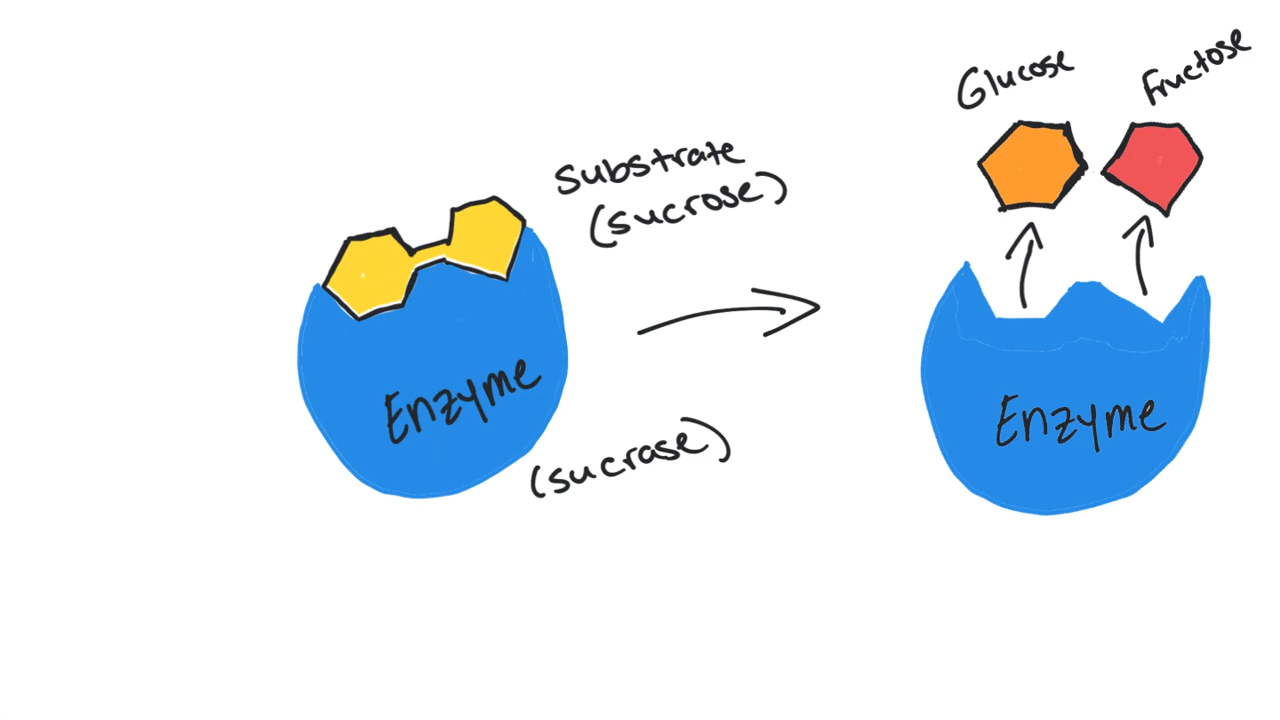 Substrate
(sucrose)
Enzyme
(sucrase)
Glucose
Fructose
Enzyme